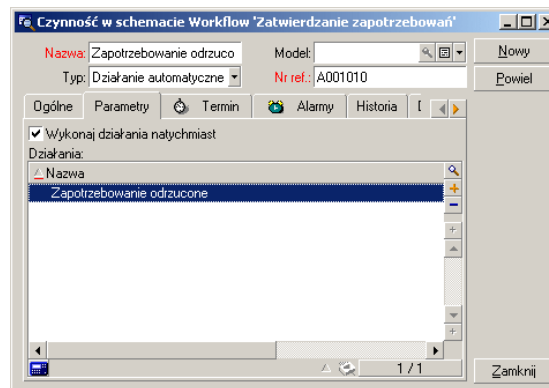 Czynność w schemacie Workflow 'Zatwierdzanie zapotrzebowań'
Nazwa: Zapotrzebowanie odrzuco Model: Nowy
Typ: Działanie automatyczne Nr ref.: A001010 Powiel
Ogólne Parametry Termin Alarmy Historia
Wykonaj działania natychmiast
Działania:
Nazwa
Zapotrzebowanie odrzucone
1 / 1
Zamknij